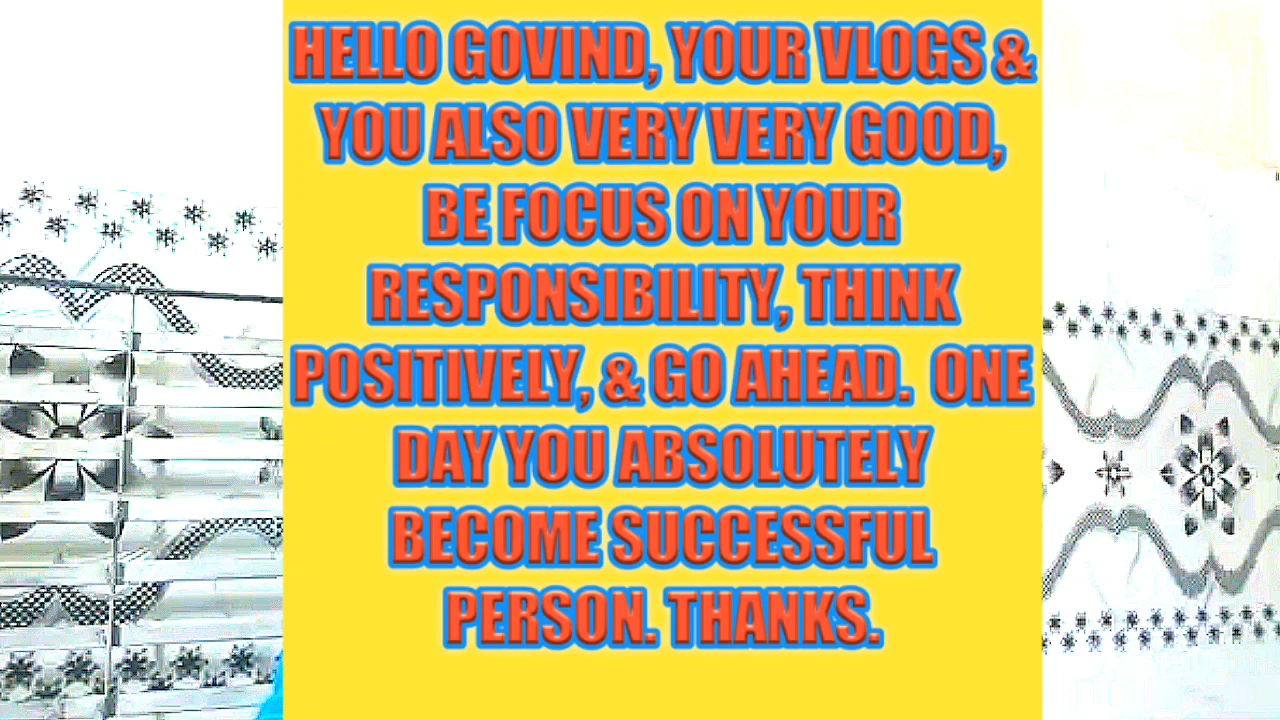 HELLO GOVIND, YOUR VLOGS &
YOU ALSO VERY VERY GOOD,
BE FOCUS ON YOUR
RESPONSIBILITY, THINK
POSITIVELY, & GO AHEAD. ONE
DAY YOU ABSOLUTELY
BECOME SUCCESSFUL
PERSON. THANKS.